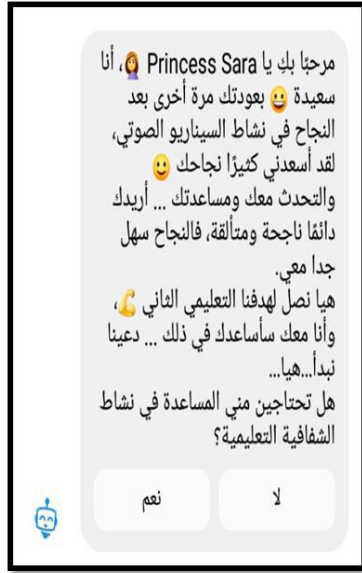 مرحبًا بكِ يا Princess Sara 🙋‍♀️، أنا
سعيدة 😀 بعودتك مرة أخرى بعد
النجاح في نشاط السيناريو الصوتي،
لقد أسعدني كثيرًا نجاحك 🙂
والتحدث معك ومساعدتك ... أريدك
دائمًا ناجحة ومتألقة، فالنجاح سهل
جدا معي.
هيا نصل لهدفنا التعليمي الثاني 💪،
وأنا معك سأساعدك في ذلك ... دعينا
نبدأ...هيا...
هل تحتاجين مني المساعدة في نشاط
الشفافية التعليمية؟
لا
نعم